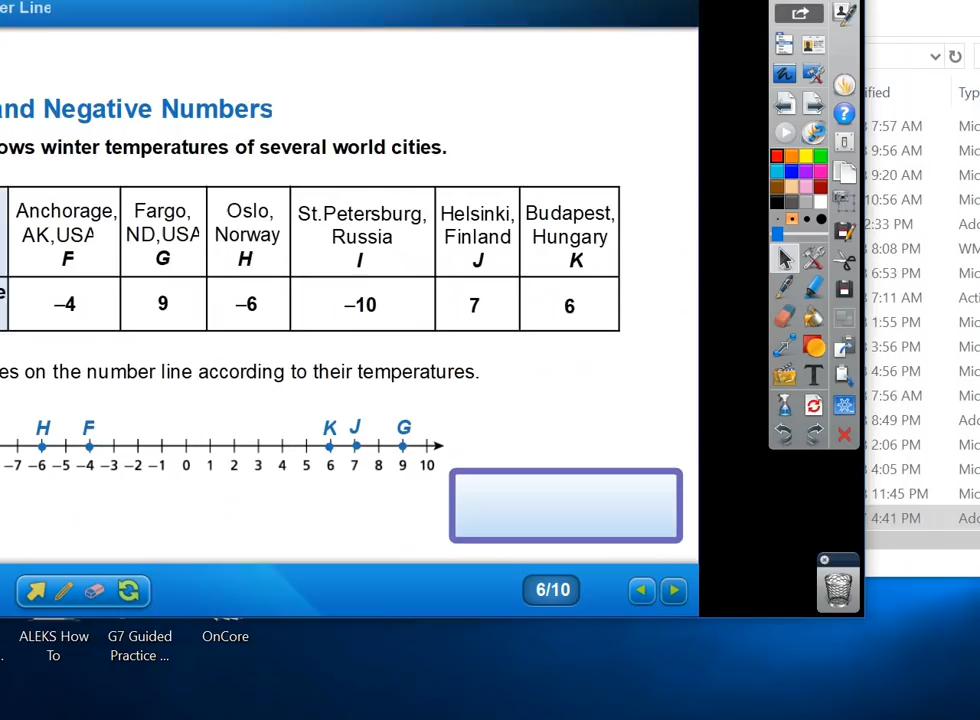 er Line
and Negative Numbers
ows winter temperatures of several world cities.
Anchorage, AK,USA F
Fargo, ND,USA G
Oslo, Norway H
St.Petersburg, Russia I
Helsinki, Finland J
Budapest, Hungary K
e –4 9 –6 –10 7 6
es on the number line according to their temperatures.
H F K J G
–7 –6 –5 –4 –3 –2 –1 0 1 2 3 4 5 6 7 8 9 10
6/10
ALEKS How To
G7 Guided Practice ...
OnCore
T
?
ified Typ
7:57 AM Mic
9:56 AM Mic
9:20 AM Mic
10:56 AM Mic
2:33 PM Ado
8:08 PM WM
6:53 PM Mic
7:11 AM Acti
1:55 PM Mic
3:56 PM Mic
4:56 PM Mic
7:56 AM Mic
8:49 PM Ado
2:06 PM Mic
4:05 PM Mic
11:45 PM Mic
4:41 PM Ado